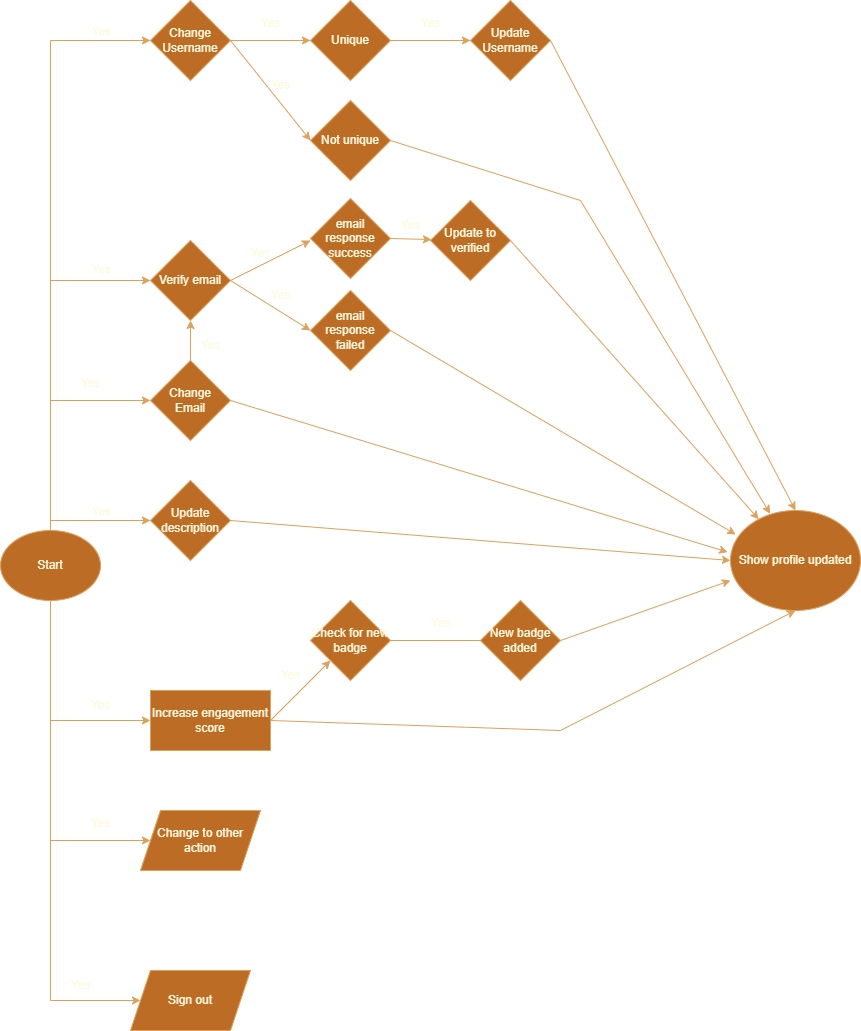 Yes
Change
Username
Yes
Unique
Yes
Update
Username
Yes
Not unique
Yes
Verify email
Yes
email
response
success
Yes
Update to
verified
Yes
email
response
failed
Yes
Yes
Change
Email
Yes
Update
description
Start
Show profile updated
Check for new
badge
Yes
New badge
added
Yes
Yes
Increase engagement
score
Yes
Change to other
action
Yes
Sign out